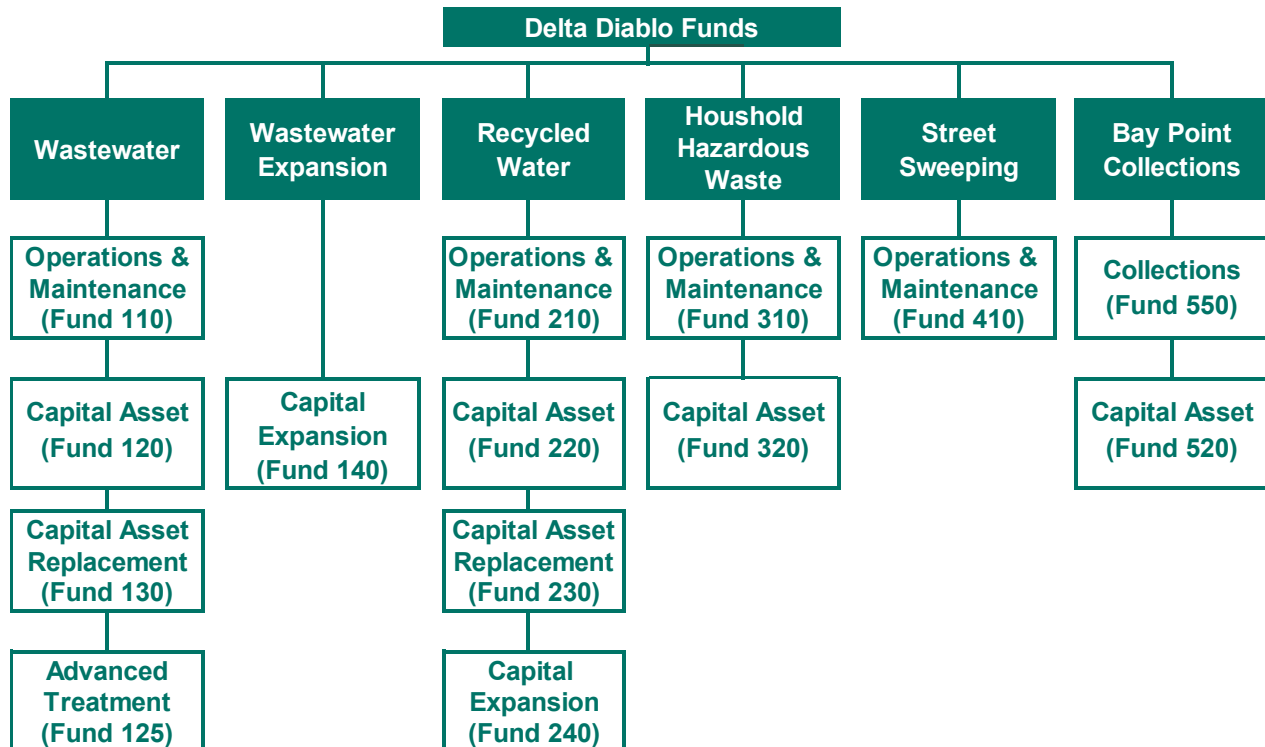 Delta Diablo Funds
Wastewater
Wastewater
Expansion
Recycled
Water
Houshold
Hazardous
Waste
Street
Sweeping
Bay Point
Collections
Operations &
Maintenance
(Fund 110)
Operations &
Maintenance
(Fund 210)
Operations &
Maintenance
(Fund 310)
Operations &
Maintenance
(Fund 410)
Collections
(Fund 550)
Capital Asset
(Fund 120)
Capital
Expansion
(Fund 140)
Capital Asset
(Fund 220)
Capital Asset
(Fund 320)
Capital Asset
(Fund 520)
Capital Asset
Replacement
(Fund 130)
Capital Asset
Replacement
(Fund 230)
Advanced
Treatment
(Fund 125)
Capital
Expansion
(Fund 240)